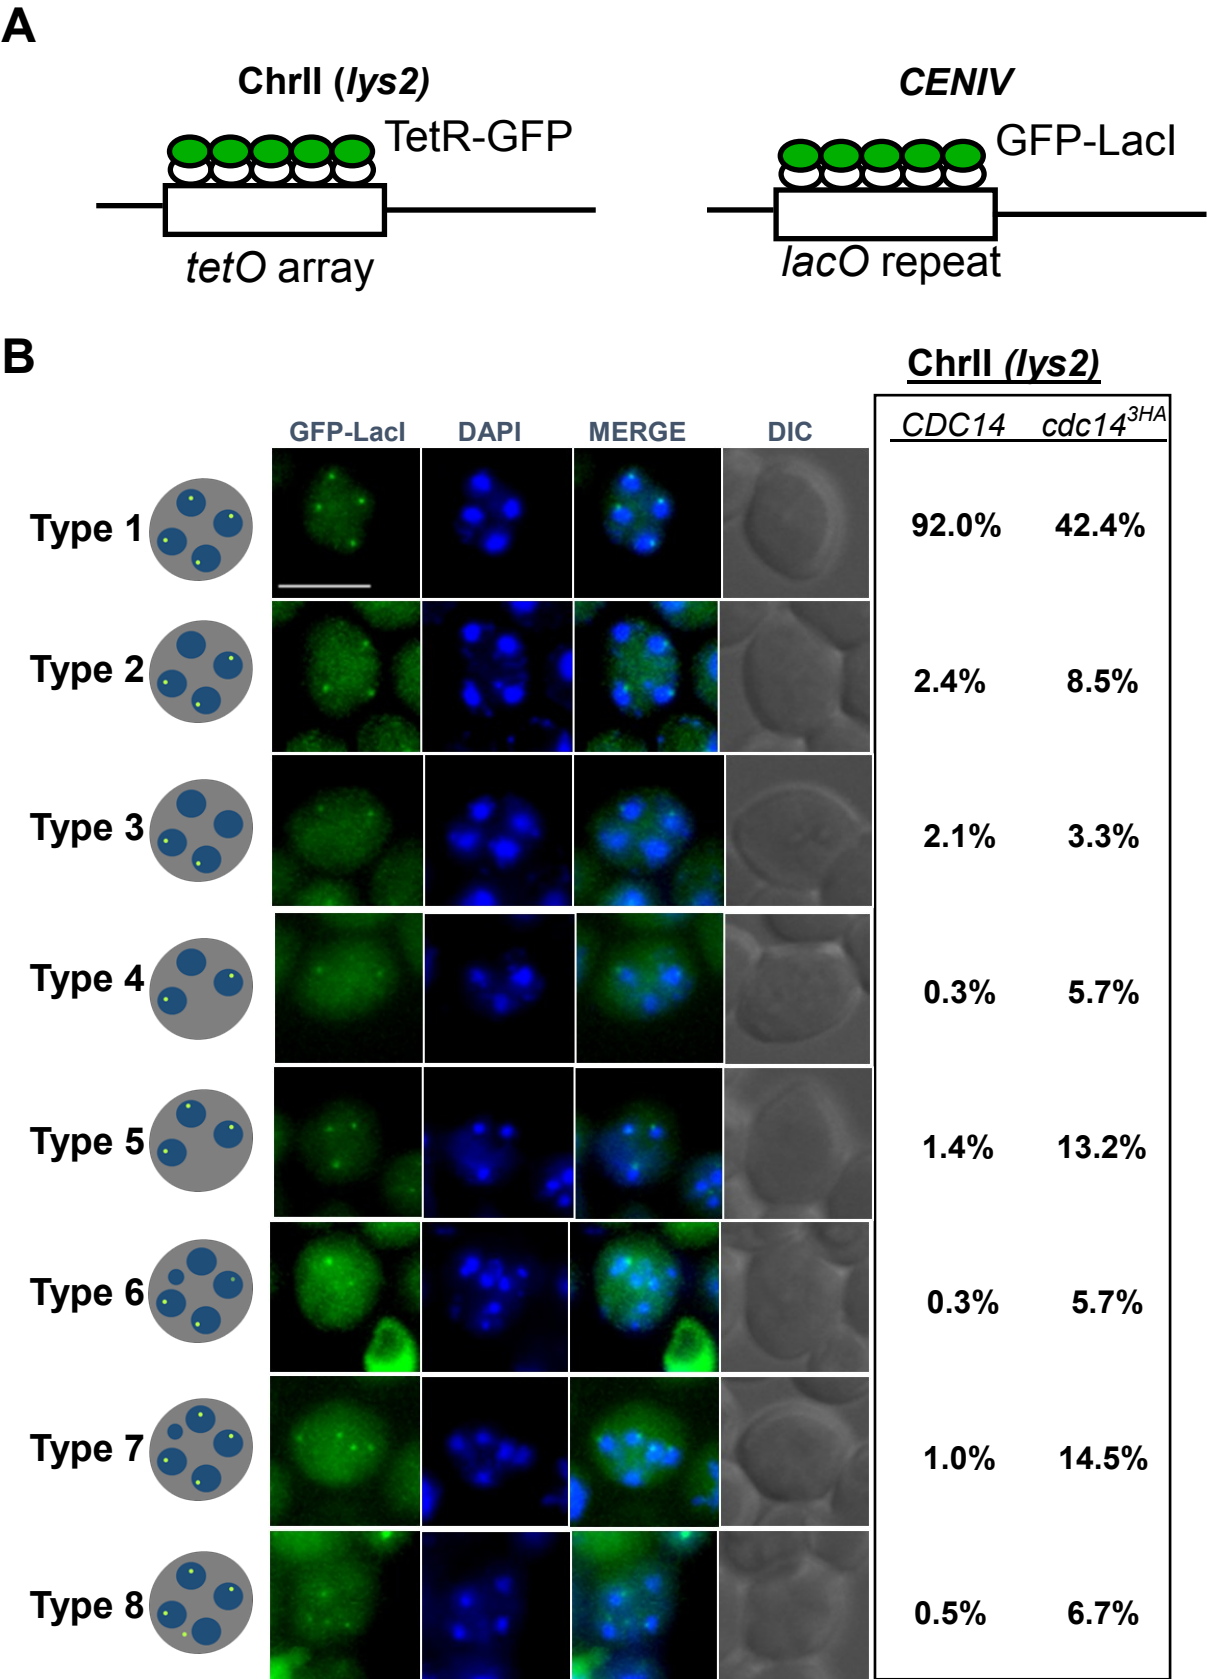 A
ChrII (lys2)
CENIV
TetR-GFP
GFP-LacI
tetO array
lacO repeat
B
ChrII (lys2)
GFP-LacI DAPI MERGE DIC CDC14 cdc14 3HA
Type 1 92.0% 42.4%
Type 2 2.4% 8.5%
Type 3 2.1% 3.3%
Type 4 0.3% 5.7%
Type 5 1.4% 13.2%
Type 6 0.3% 5.7%
Type 7 1.0% 14.5%
Type 8 0.5% 6.7%